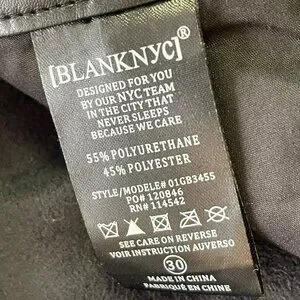 [BLANKNYC]®
DESIGNED FOR YOU
BY OUR NYC TEAM
IN THE CITY THAT
NEVER SLEEPS
BECAUSE WE CARE
55% POLYURETHANE
45% POLYESTER
STYLE/MODELE# 01GB3455
PO# 120846
RN# 114542
SEE CARE ON REVERSE
VOIR INSTRUCTION AUVERSO
30
MADE IN CHINA
FABRIQUE EN CHINE